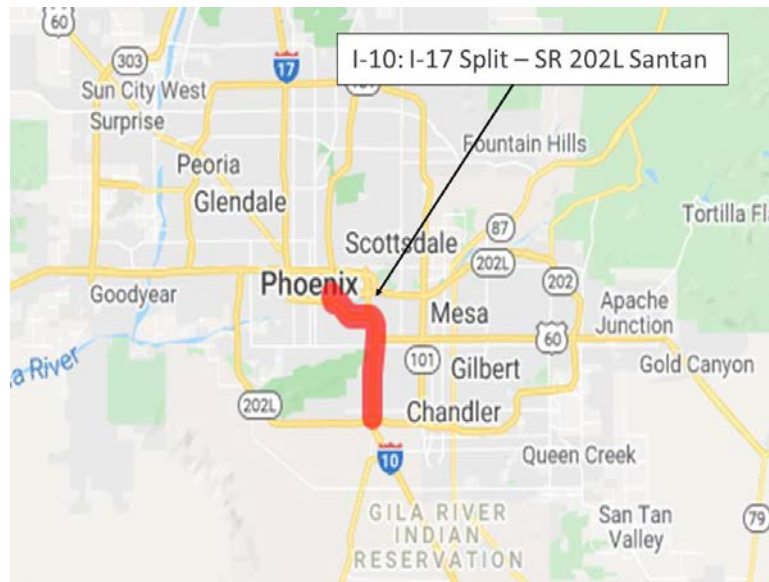 60
303
17
I-10: I-17 Split – SR 202L Santan
Sun City West
Surprise
Fountain Hills
Peoria
Glendale
87
Tortilla Fl
Scottsdale
202L
202
Goodyear
Phoenix
Mesa
Apache
Junction
60
101
Gilbert
Gold Canyon
a River
202L
Chandler
10
Queen Creek
GILA RIVER
INDIAN
RESERVATION
San Tan
Valley
79